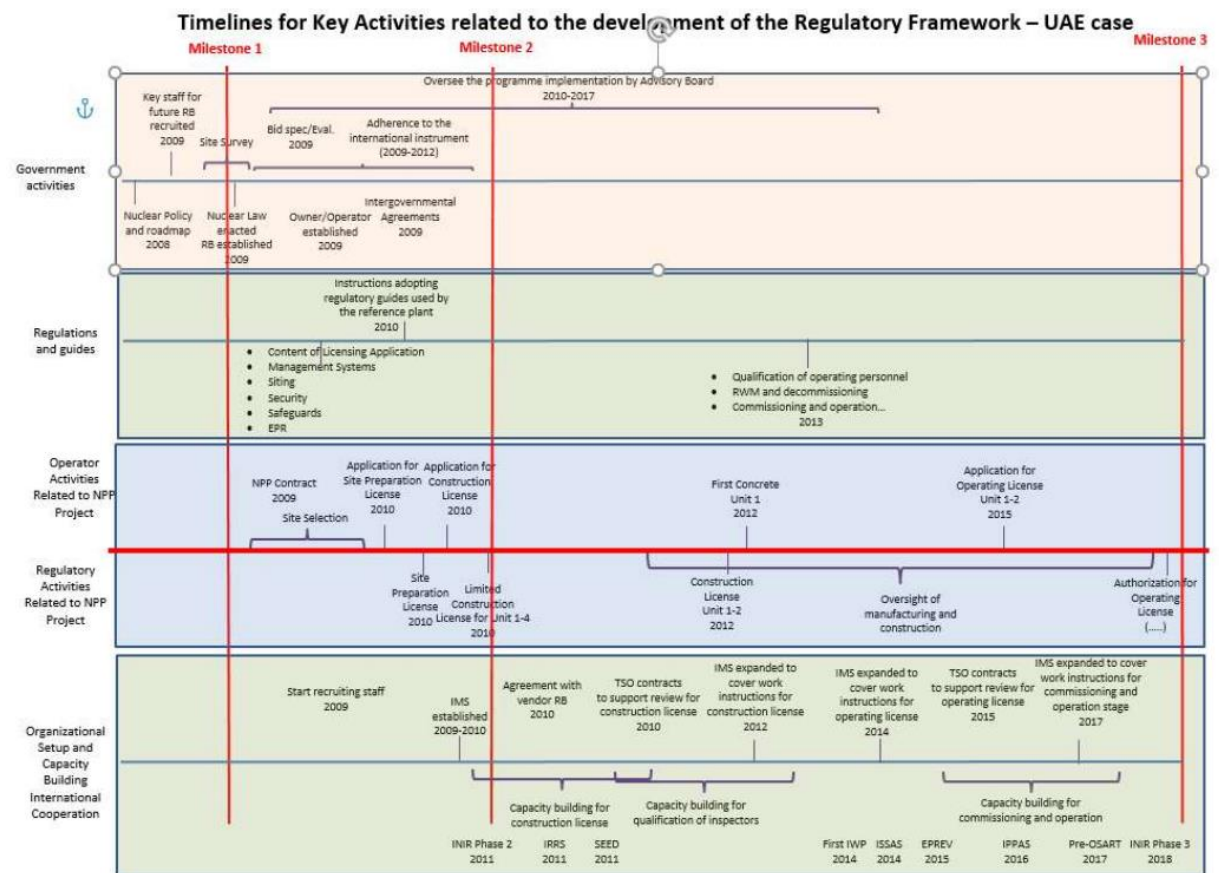 Timelines for Key Activities related to the development of the Regulatory Framework – UAE case
Milestone 1
Milestone 2
Milestone 3
Government
activities
Oversee the programme implementation by Advisory Board
2010-2017
Key staff for
future RB
recruited
2009
Site Survey
Bid spec/Eval.
2009
Adherence to the
international instrument
(2009-2012)
Nuclear Policy
and roadmap
2008
Nuclear Law
enacted
RB established
2009
Owner/Operator
established
2009
Intergovernmental
Agreements
2009
Regulations
and guides
Instructions adopting
regulatory guides used by
the reference plant
2010
• Content of Licensing Application
• Management Systems
• Siting
• Security
• Safeguards
• EPR
• Qualification of operating personnel
• RWM and decommissioning
• Commissioning and operation...
2013
Operator
Activities
Related to NPP
Project
NPP Contract
2009
Site Selection
Application for
Site Preparation
License
2010
Application for
Construction
License
2010
First Concrete
Unit 1
2012
Application for
Operating License
Unit 1-2
2015
Regulatory
Activities
Related to NPP
Project
Site
Preparation
License
2010
Limited
Construction
License for Unit 1-4
2010
Construction
License
Unit 1-2
2012
Oversight of
manufacturing and
construction
Authorization for
Operating
License
(.....)
Organizational
Setup and
Capacity
Building
International
Cooperation
Start recruiting staff
2009
IMS
established
2009-2010
Agreement with
vendor RB
2010
TSO contracts
to support review for
construction license
2010
IMS expanded to
cover work
instructions for
construction license
2012
IMS expanded to
cover work
instructions for
operating license
2014
TSO contracts
to support review for
operating license
2015
IMS expanded to cover
work instructions for
commissioning and
operation stage
2017
Capacity building for
construction license
Capacity building for
qualification of inspectors
Capacity building for
commissioning and operation
INIR Phase 2
2011
IRRS
2011
SEED
2011
First IWP
2014
ISSAS
2014
EPREV
2015
IPPAS
2016
Pre-OSART
2017
INIR Phase 3
2018